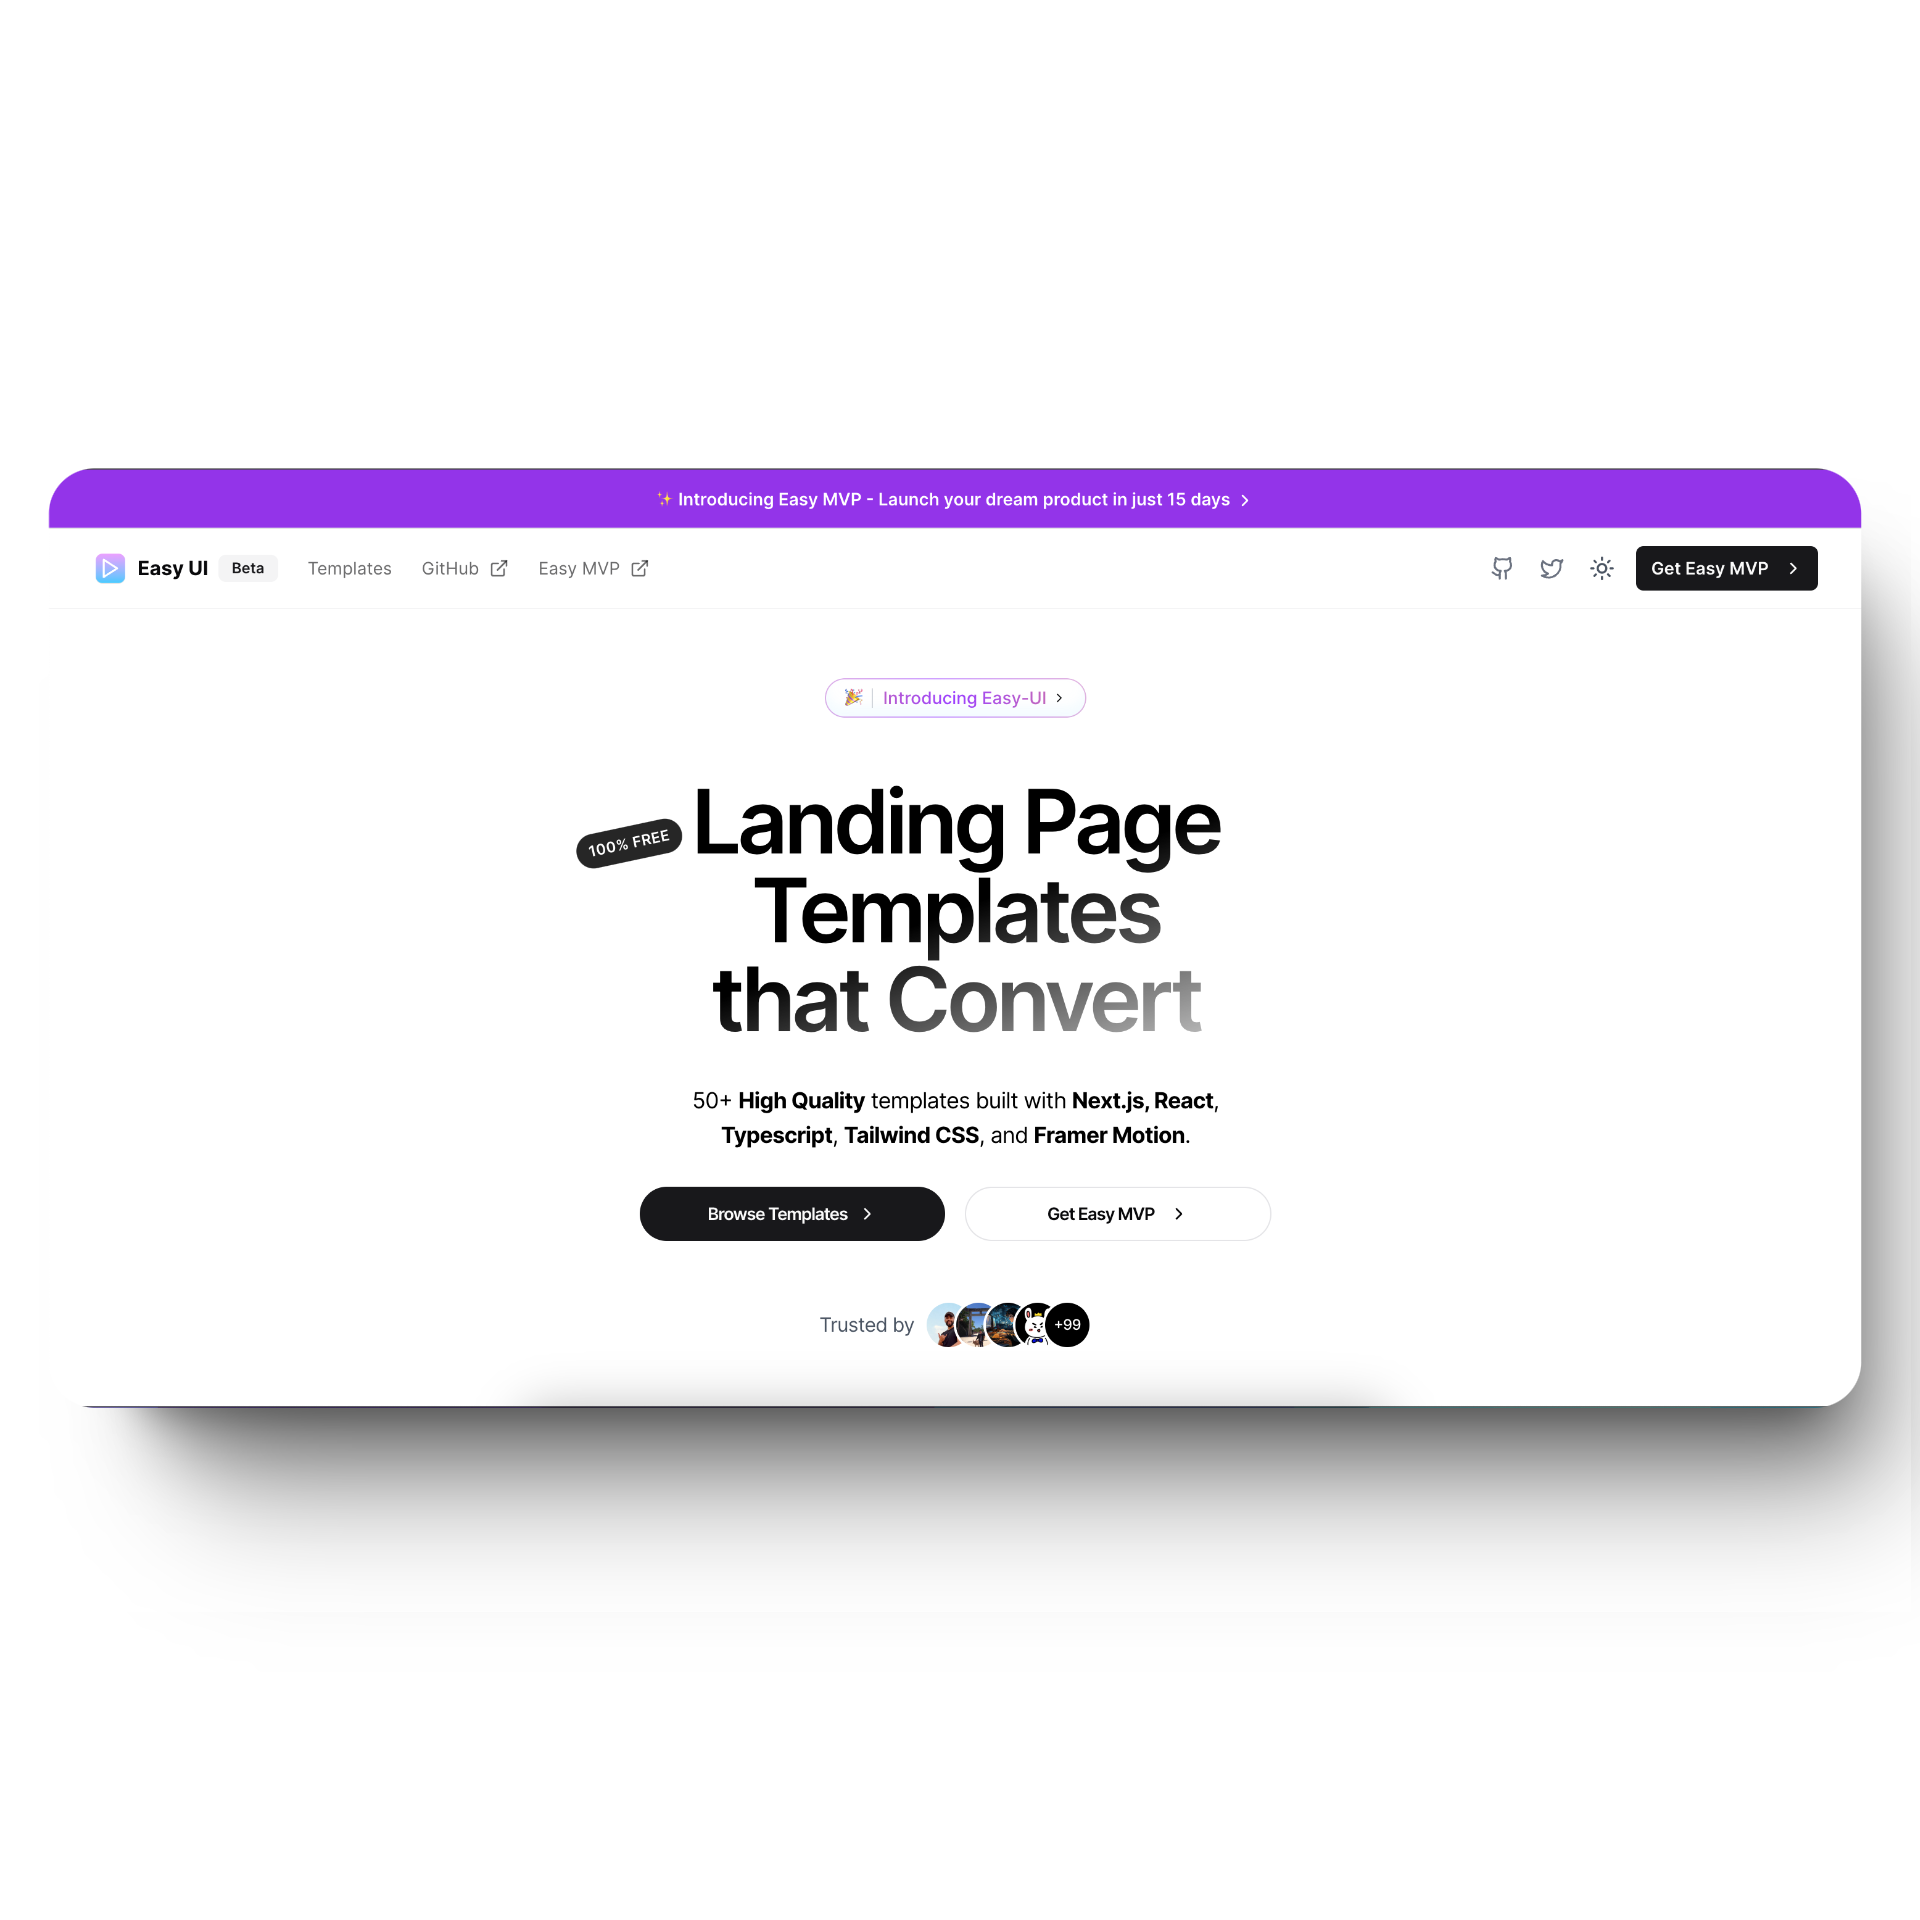 ✨ Introducing Easy MVP - Launch your dream product in just 15 days
Easy UI Beta Templates GitHub Easy MVP Get Easy MVP
🎉 Introducing Easy-UI
100% FREE
Landing Page
Templates
that Convert
50+ High Quality templates built with Next.js, React,
Typescript, Tailwind CSS, and Framer Motion.
Browse Templates Get Easy MVP
Trusted by +99